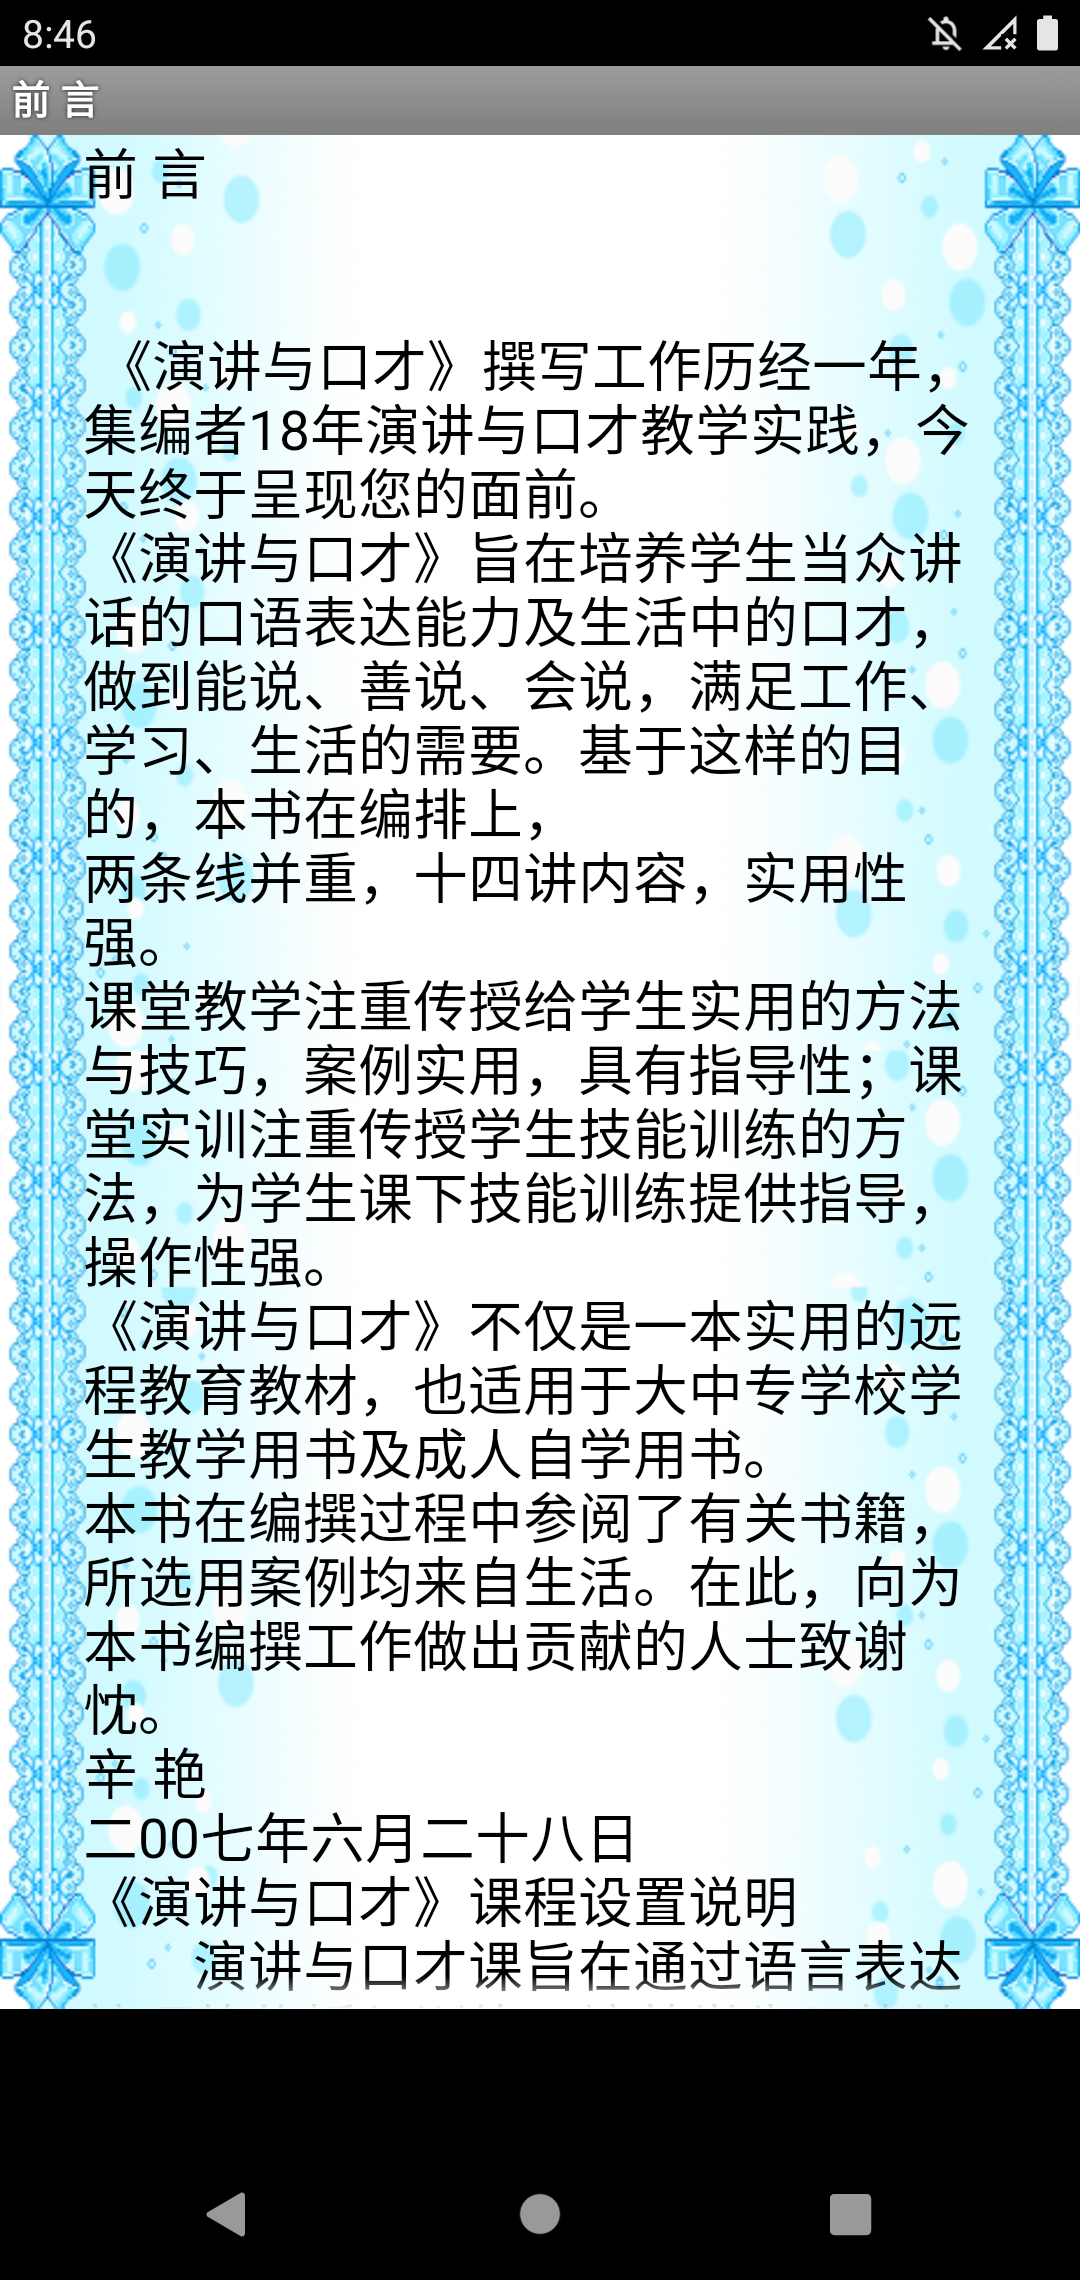 8:46
前 言
前 言
《演讲与口才》撰写工作历经一年，
集编者18年演讲与口才教学实践，今
天终于呈现您的面前。
《演讲与口才》旨在培养学生当众讲
话的口语表达能力及生活中的口才，
做到能说、善说、会说，满足工作、
学习、生活的需要。基于这样的目
的，本书在编排上，
两条线并重，十四讲内容，实用性
强。
课堂教学注重传授给学生实用的方法
与技巧，案例实用，具有指导性；课
堂实训注重传授学生技能训练的方
法，为学生课下技能训练提供指导，
操作性强。
《演讲与口才》不仅是一本实用的远
程教育教材，也适用于大中专学校学
生教学用书及成人自学用书。
本书在编撰过程中参阅了有关书籍，
所选用案例均来自生活。在此，向为
本书编撰工作做出贡献的人士致谢
忱。
辛 艳
二00七年六月二十八日
《演讲与口才》课程设置说明
演讲与口才课旨在通过语言表达